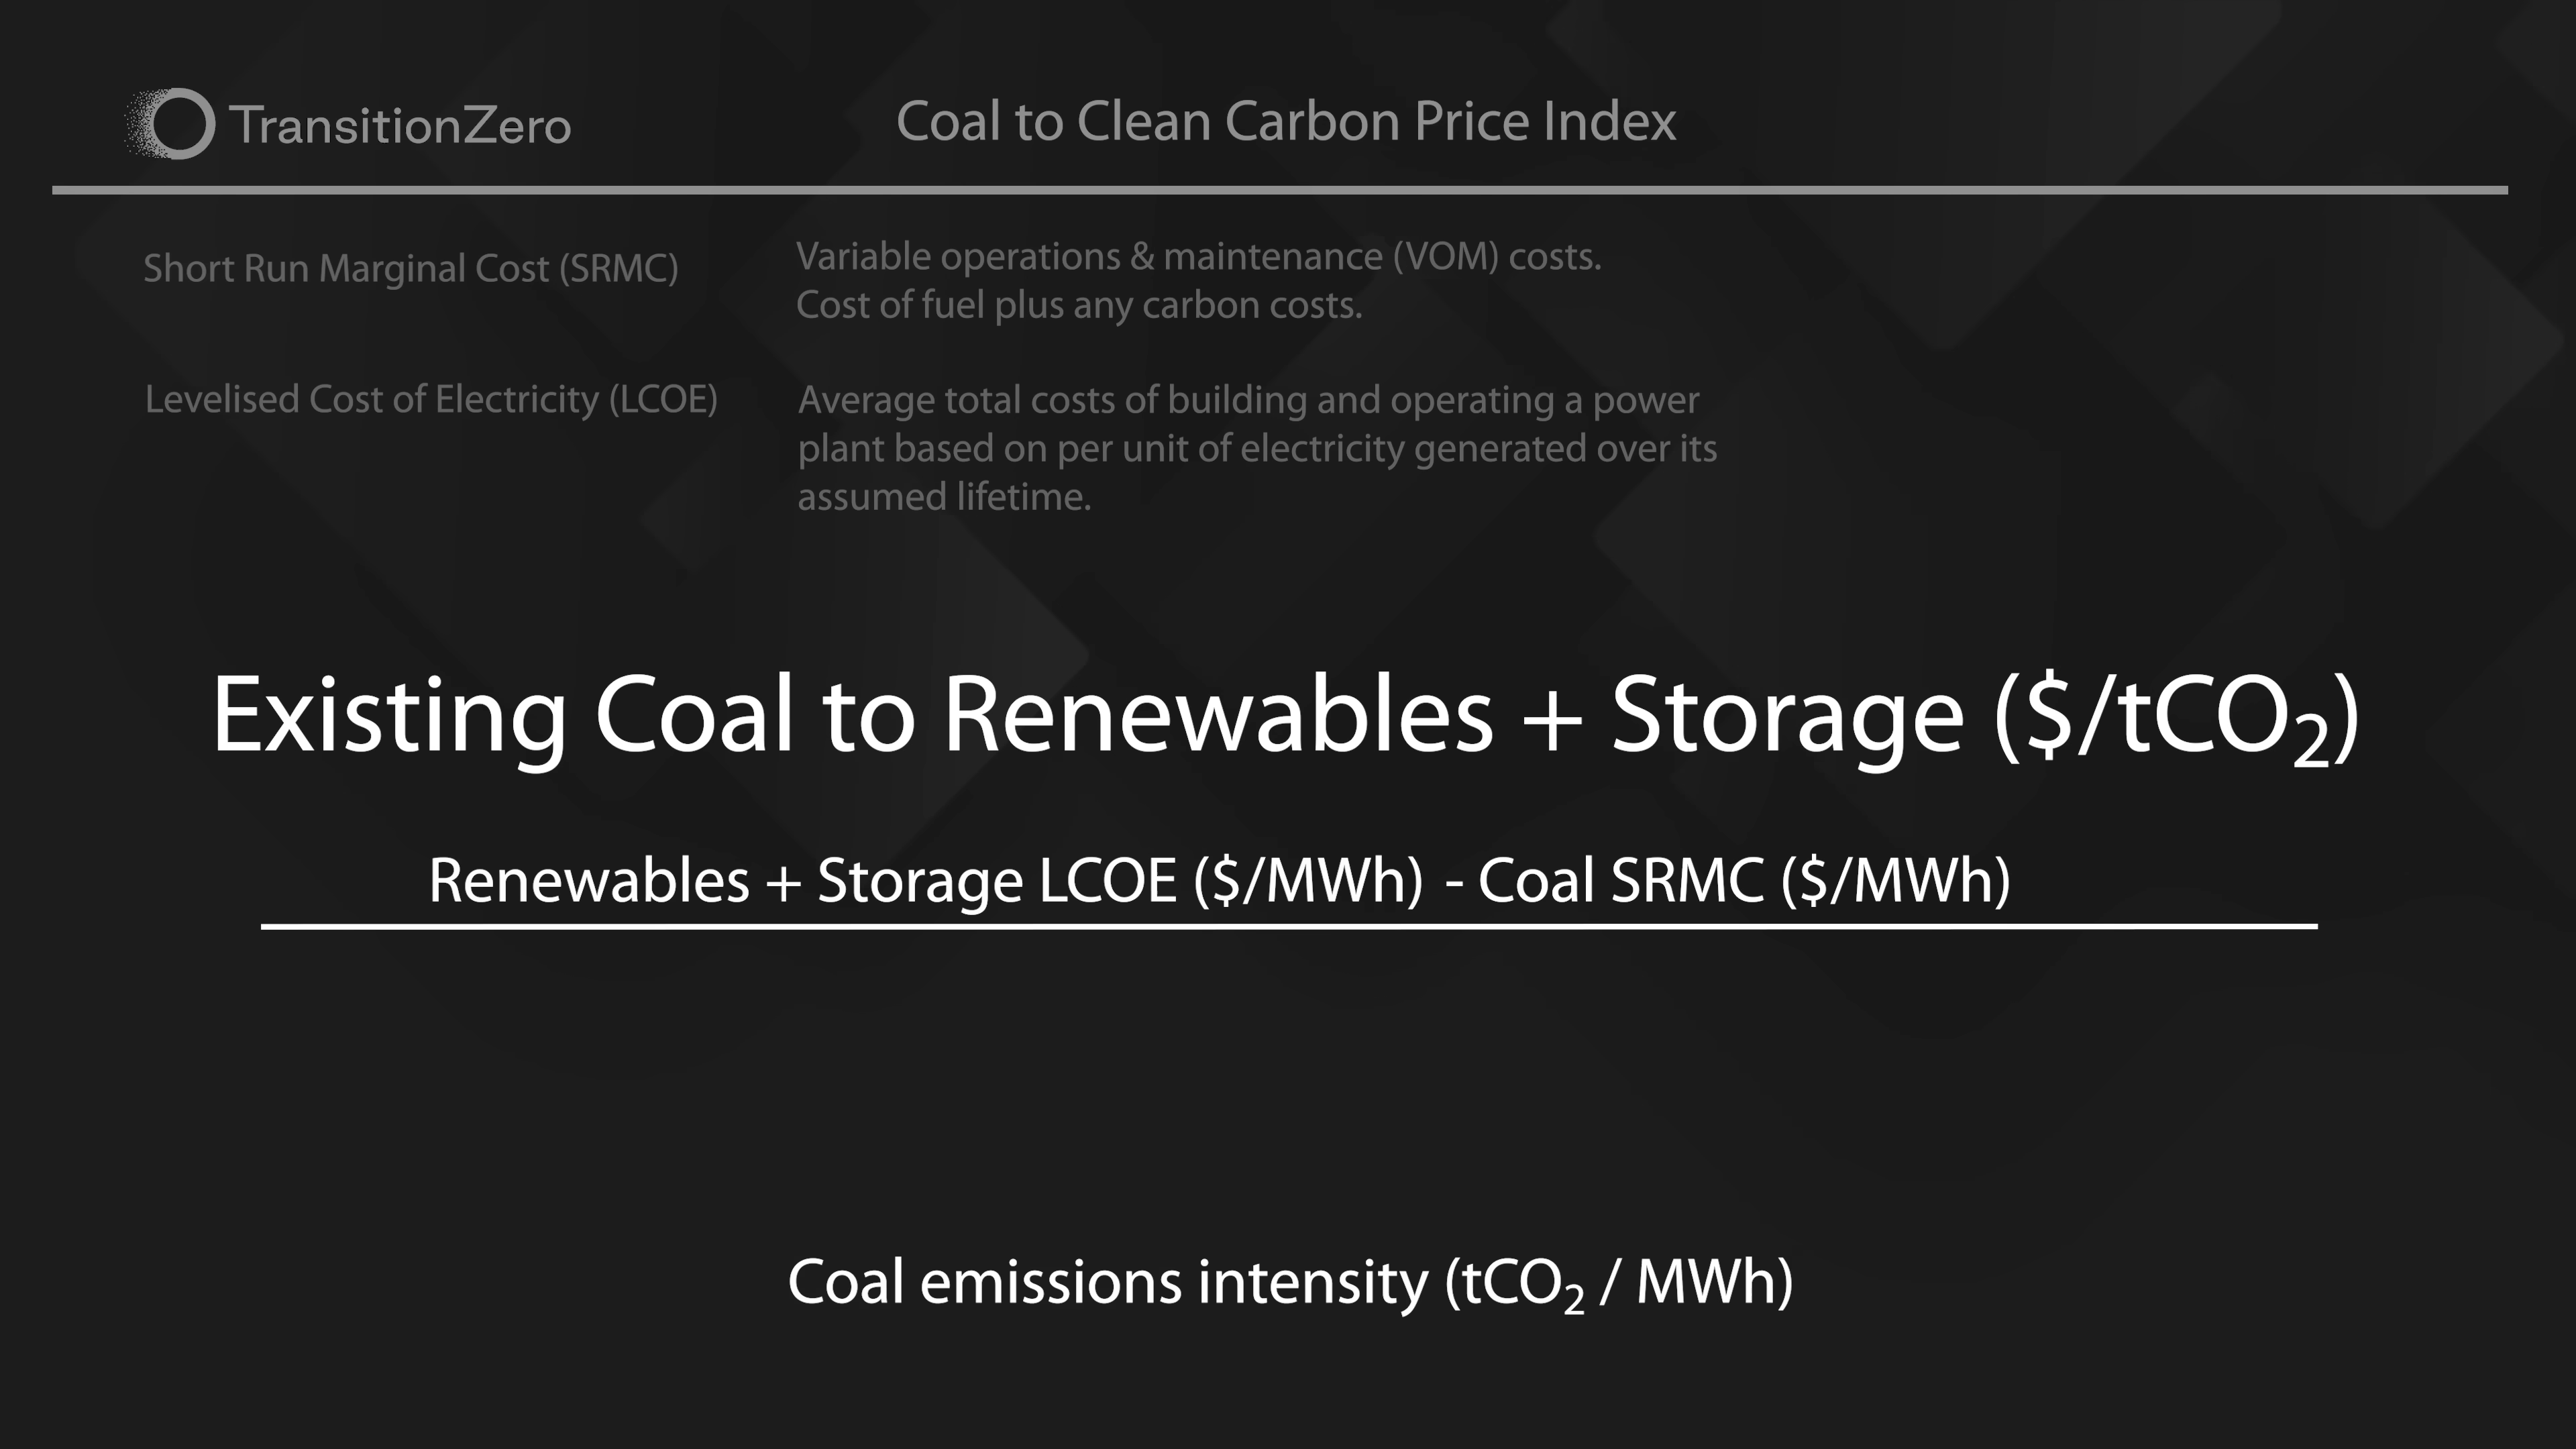 TransitionZero
Coal to Clean Carbon Price Index
Short Run Marginal Cost (SRMC)
Variable operations & maintenance (VOM) costs.
Cost of fuel plus any carbon costs.
Levelised Cost of Electricity (LCOE)
Average total costs of building and operating a power
plant based on per unit of electricity generated over its
assumed lifetime.
Existing Coal to Renewables + Storage ($/tCO₂)
Renewables + Storage LCOE ($/MWh) - Coal SRMC ($/MWh)
Coal emissions intensity (tCO₂ / MWh)